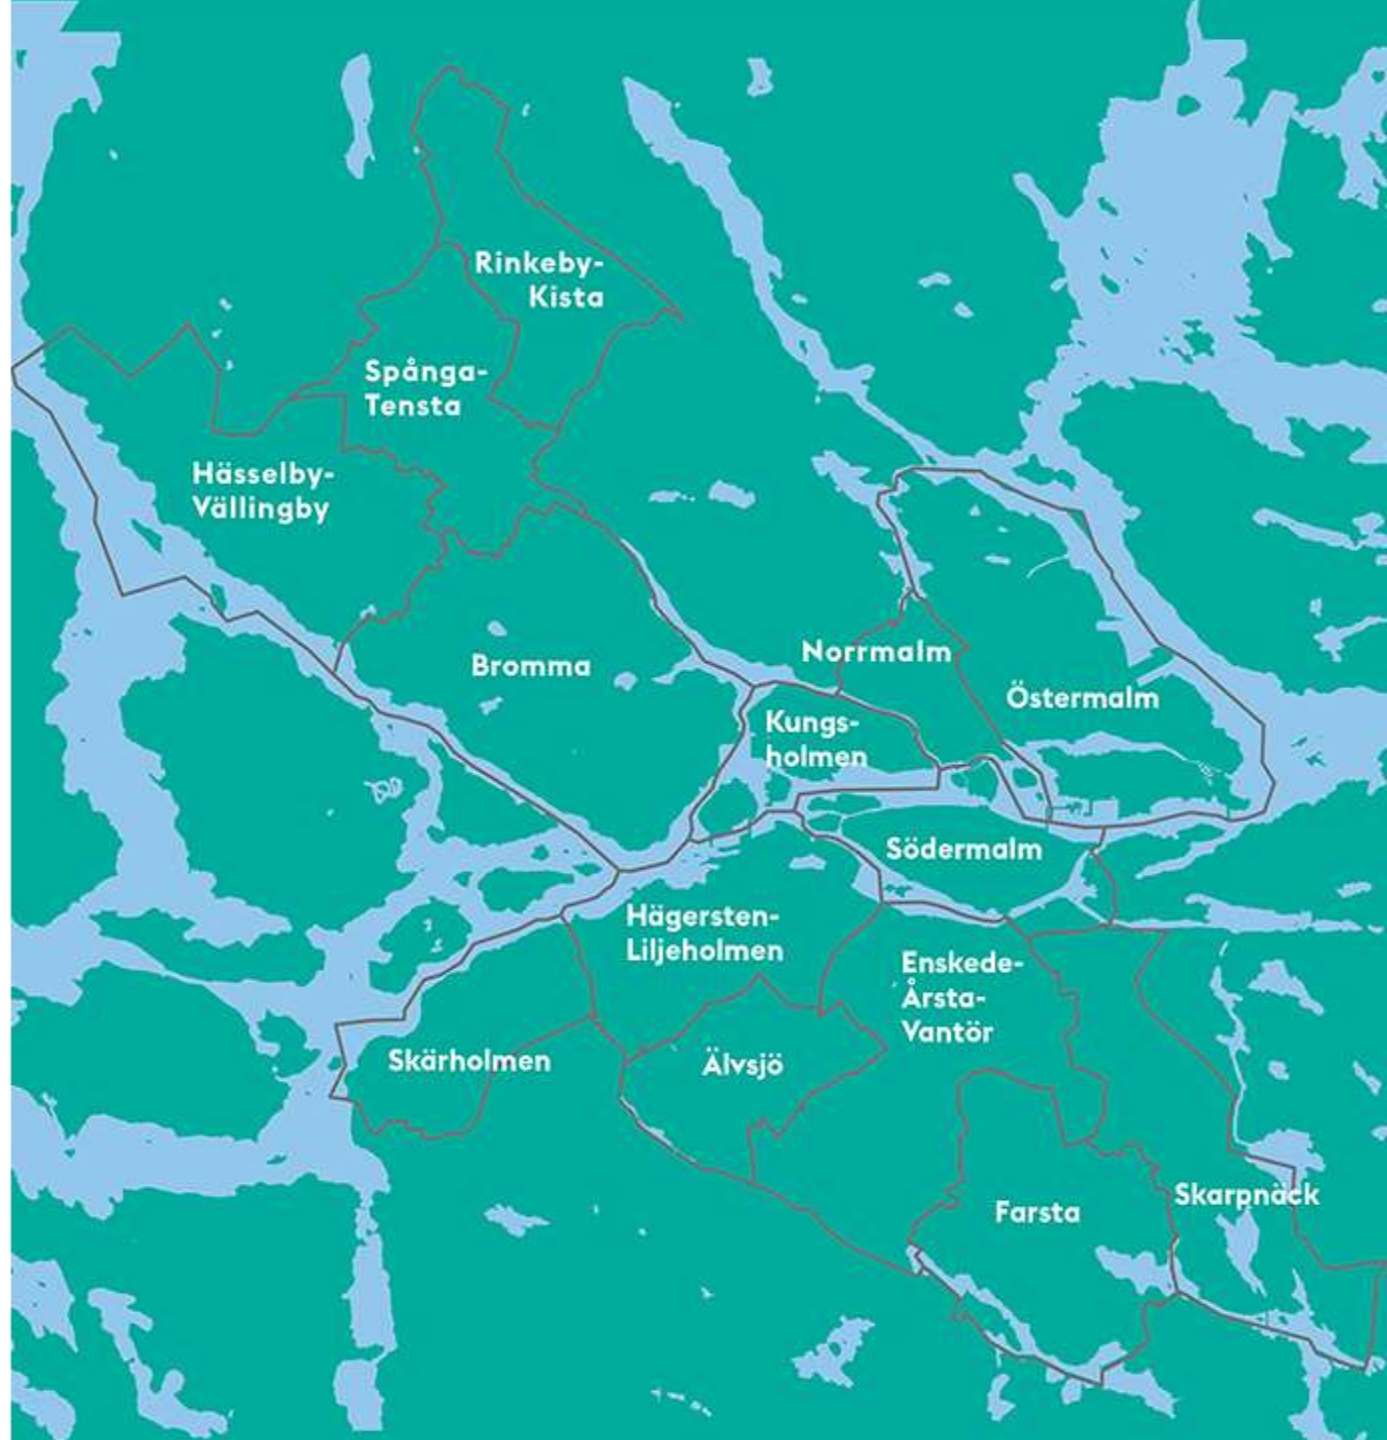 Rinkeby-
Kista
Spånga-
Tensta
Hässelby-
Vällingby
Norrmalm
Bromma
Östermalm
Kungs-
holmen
Södermalm
Hägersten-
Liljeholmen
Enskede-
Årsta-
Vantör
Skärholmen
Älvsjö
Skarpnäck
Farsta